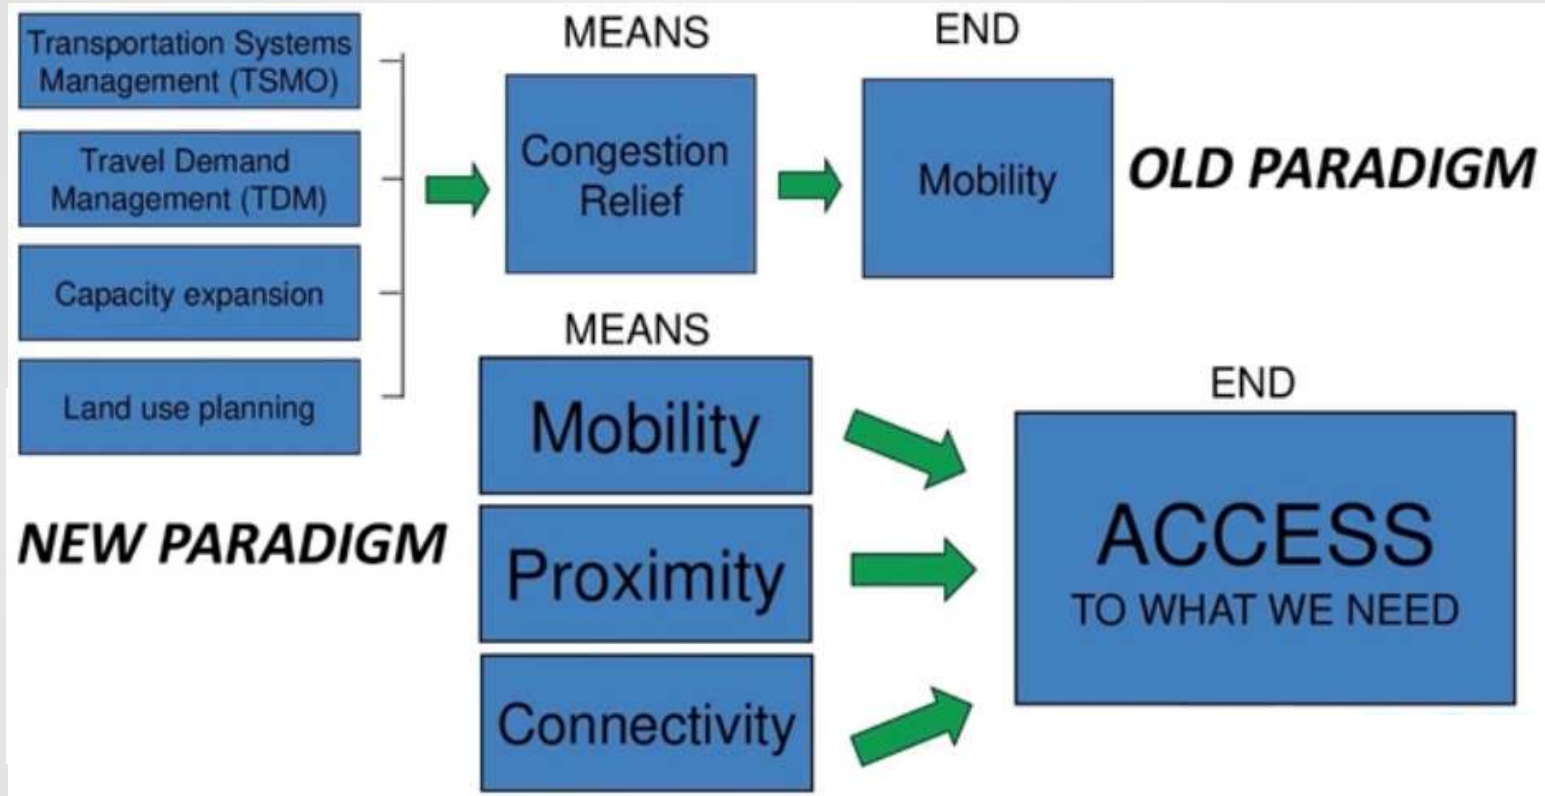 Transportation Systems
Management (TSMO)
Travel Demand
Management (TDM)
Capacity expansion
Land use planning
MEANS
Congestion
Relief
END
Mobility
OLD PARADIGM
NEW PARADIGM
MEANS
Mobility
Proximity
Connectivity
END
ACCESS
TO WHAT WE NEED